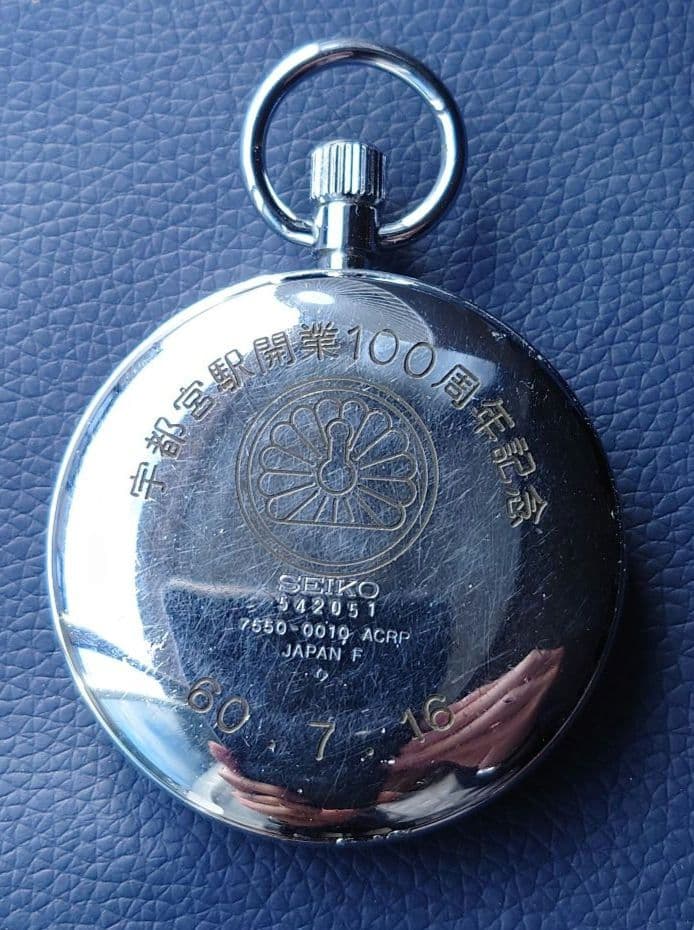 宇都宮駅開業100周年記念
SEIKO
542051
7550-0010 ACRP
JAPAN F
60.7.16